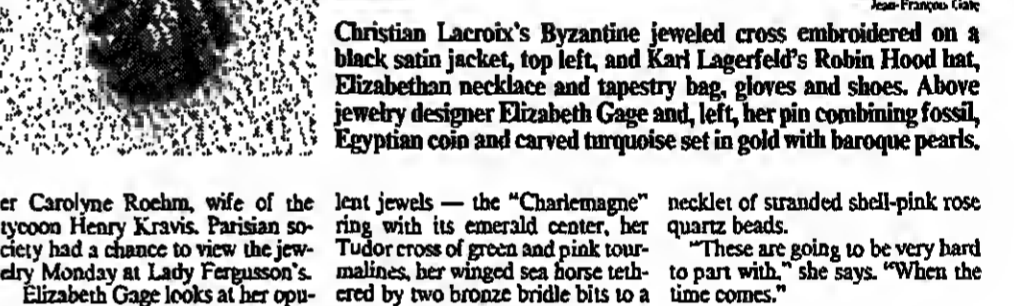 Christian Lacroix's Byzantine jeweled cross embroidered on a
black satin jacket, top left, and Karl Lagerfeld's Robin Hood hat,
Elizabethan necklace and tapestry bag, gloves and shoes. Above
jewelry designer Elizabeth Gage and, left, her pin combining fossil,
Egyptian coin and carved turquoise set in gold with baroque pearls.
er Carolyne Roehm, wife of the
tycoon Henry Kravis. Parisian so-
ciety had a chance to view the jew-
elry Monday at Lady Fergusson's.
Elizabeth Gage looks at her opu-
lent jewels — the "Charlemagne"
ring with its emerald center, her
Tudor cross of green and pink tour-
malines, her winged sea horse teth-
ered by two bronze bridle bits to a
necklet of stranded shell-pink rose
quartz beads.
"These are going to be very hard
to part with," she says. "When the
time comes."